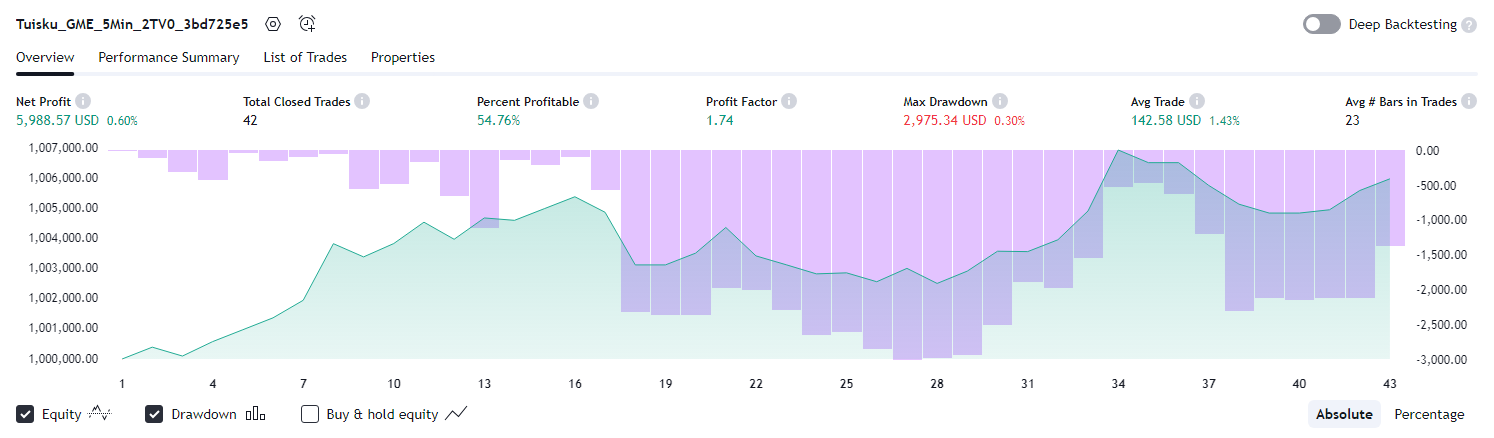 Tuisku_GME_5Min_2TV0_3bd725e5
Deep Backtesting ?
Overview Performance Summary List of Trades Properties
Net Profit i Total Closed Trades i Percent Profitable i Profit Factor i Max Drawdown i Avg Trade i Avg # Bars in Trades i
5,988.57 USD 0.60% 42 54.76% 1.74 2,975.34 USD 0.30% 142.58 USD 1.43% 23
1,007,000.00 0.00
1,006,000.00 -500.00
1,005,000.00 -1,000.00
1,004,000.00 -1,500.00
1,003,000.00 -2,000.00
1,002,000.00 -2,500.00
1,001,000.00 -3,000.00
1,000,000.00
1 4 7 10 13 16 19 22 25 28 31 34 37 40 43
Equity Drawdown Buy & hold equity Absolute Percentage